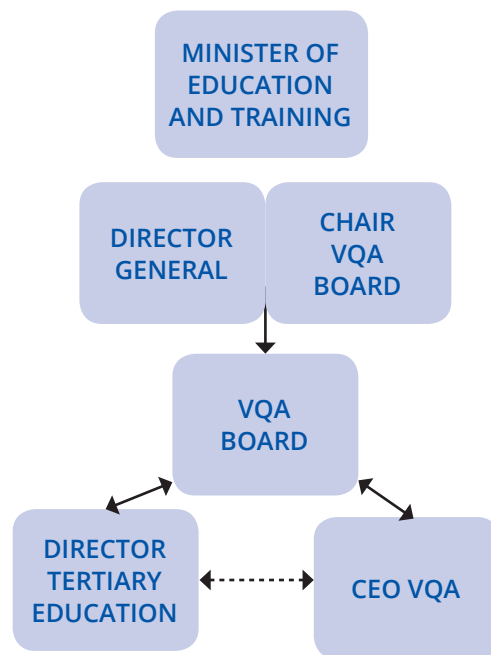 MINISTER OF
EDUCATION
AND TRAINING
DIRECTOR
GENERAL
CHAIR
VQA
BOARD
VQA
BOARD
DIRECTOR
TERTIARY
EDUCATION
CEO VQA